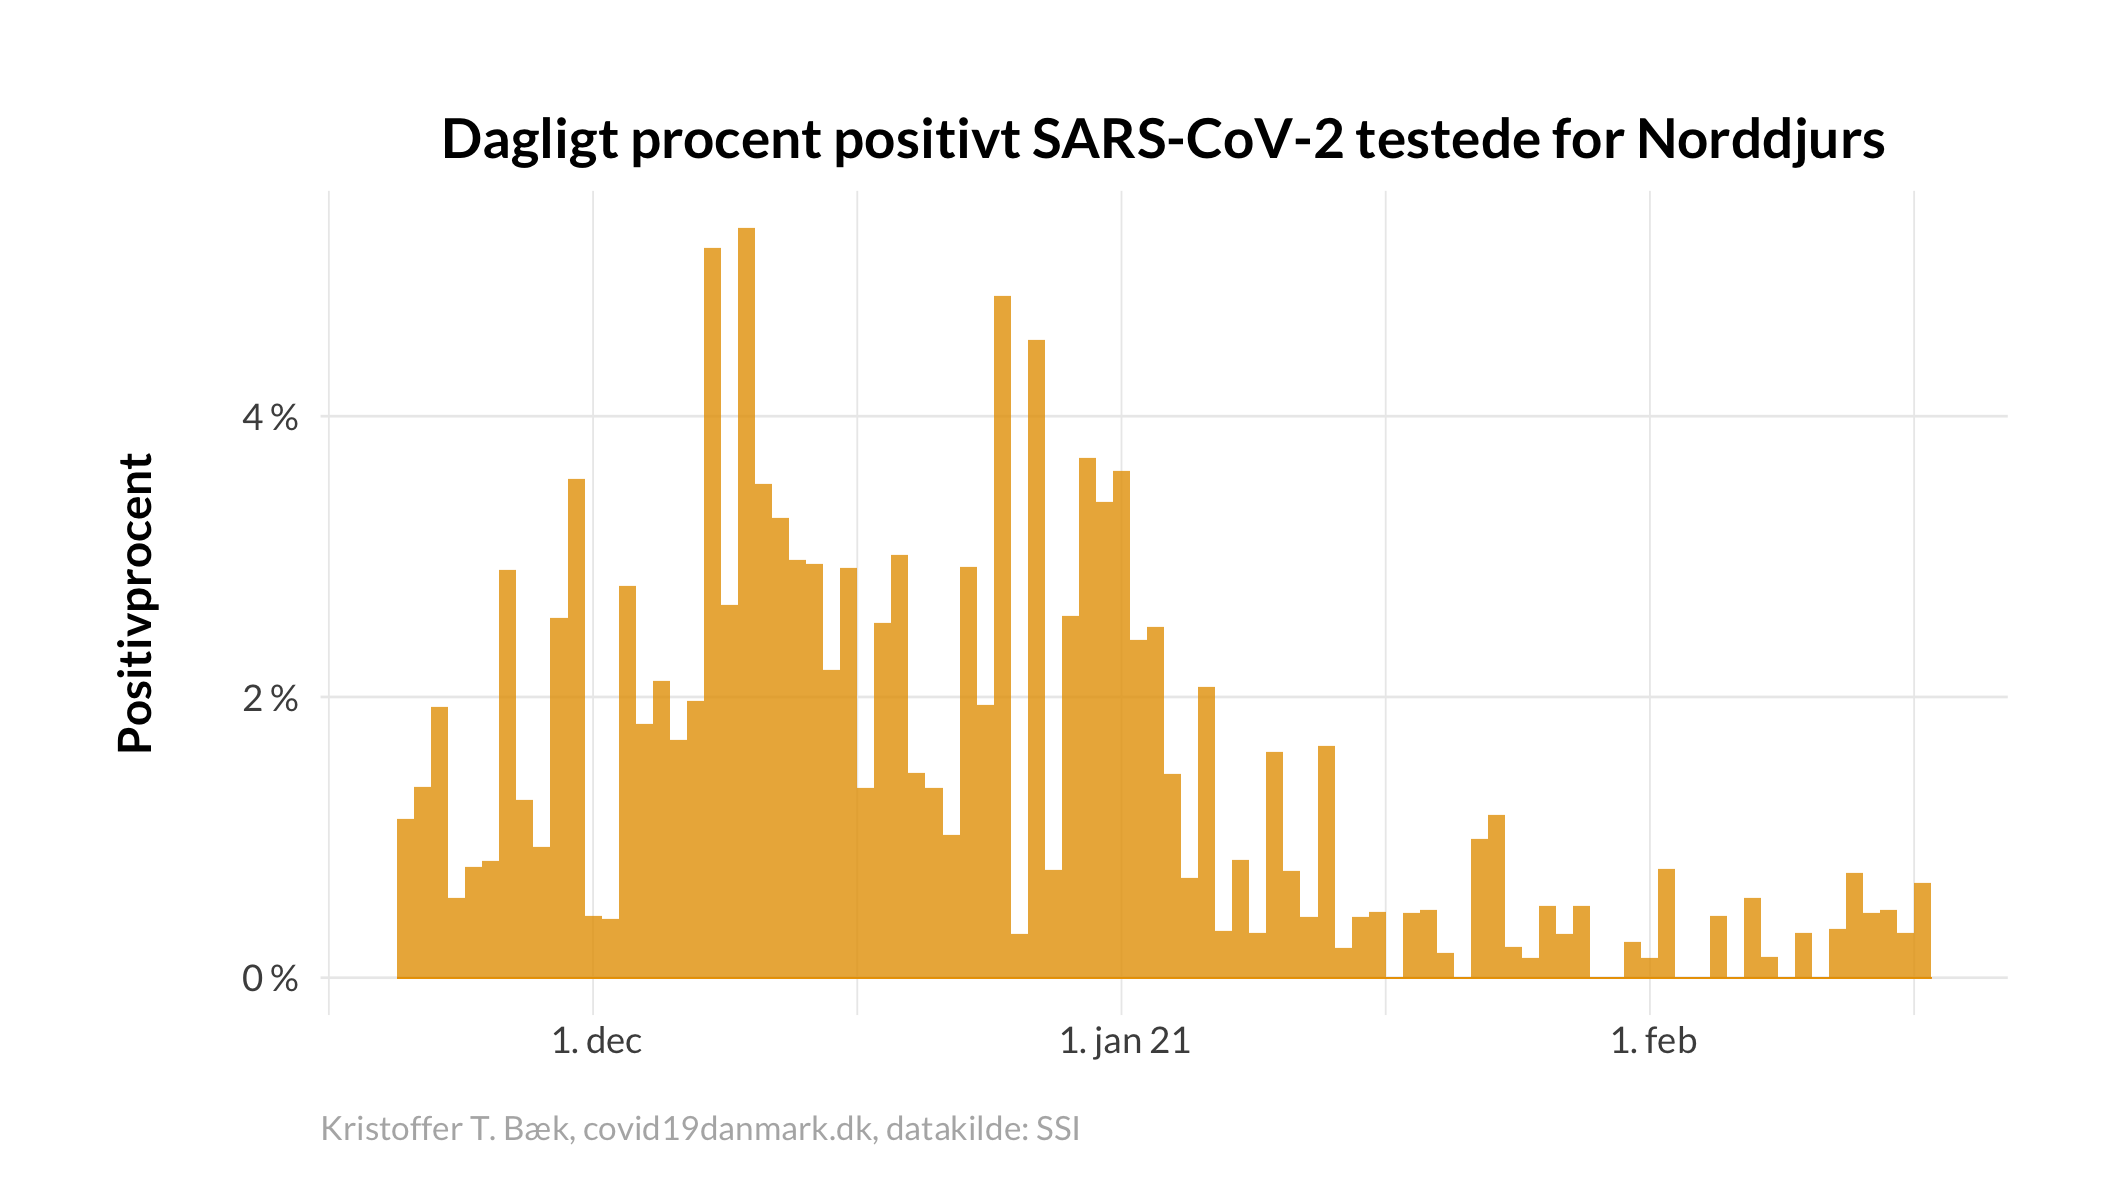 Dagligt procent positivt SARS-CoV-2 testede for Norddjurs
Positivprocent
4 %
2 %
0 %
1. dec
1. jan 21
1. feb
Kristoffer T. Bæk, covid19danmark.dk, datakilde: SSI